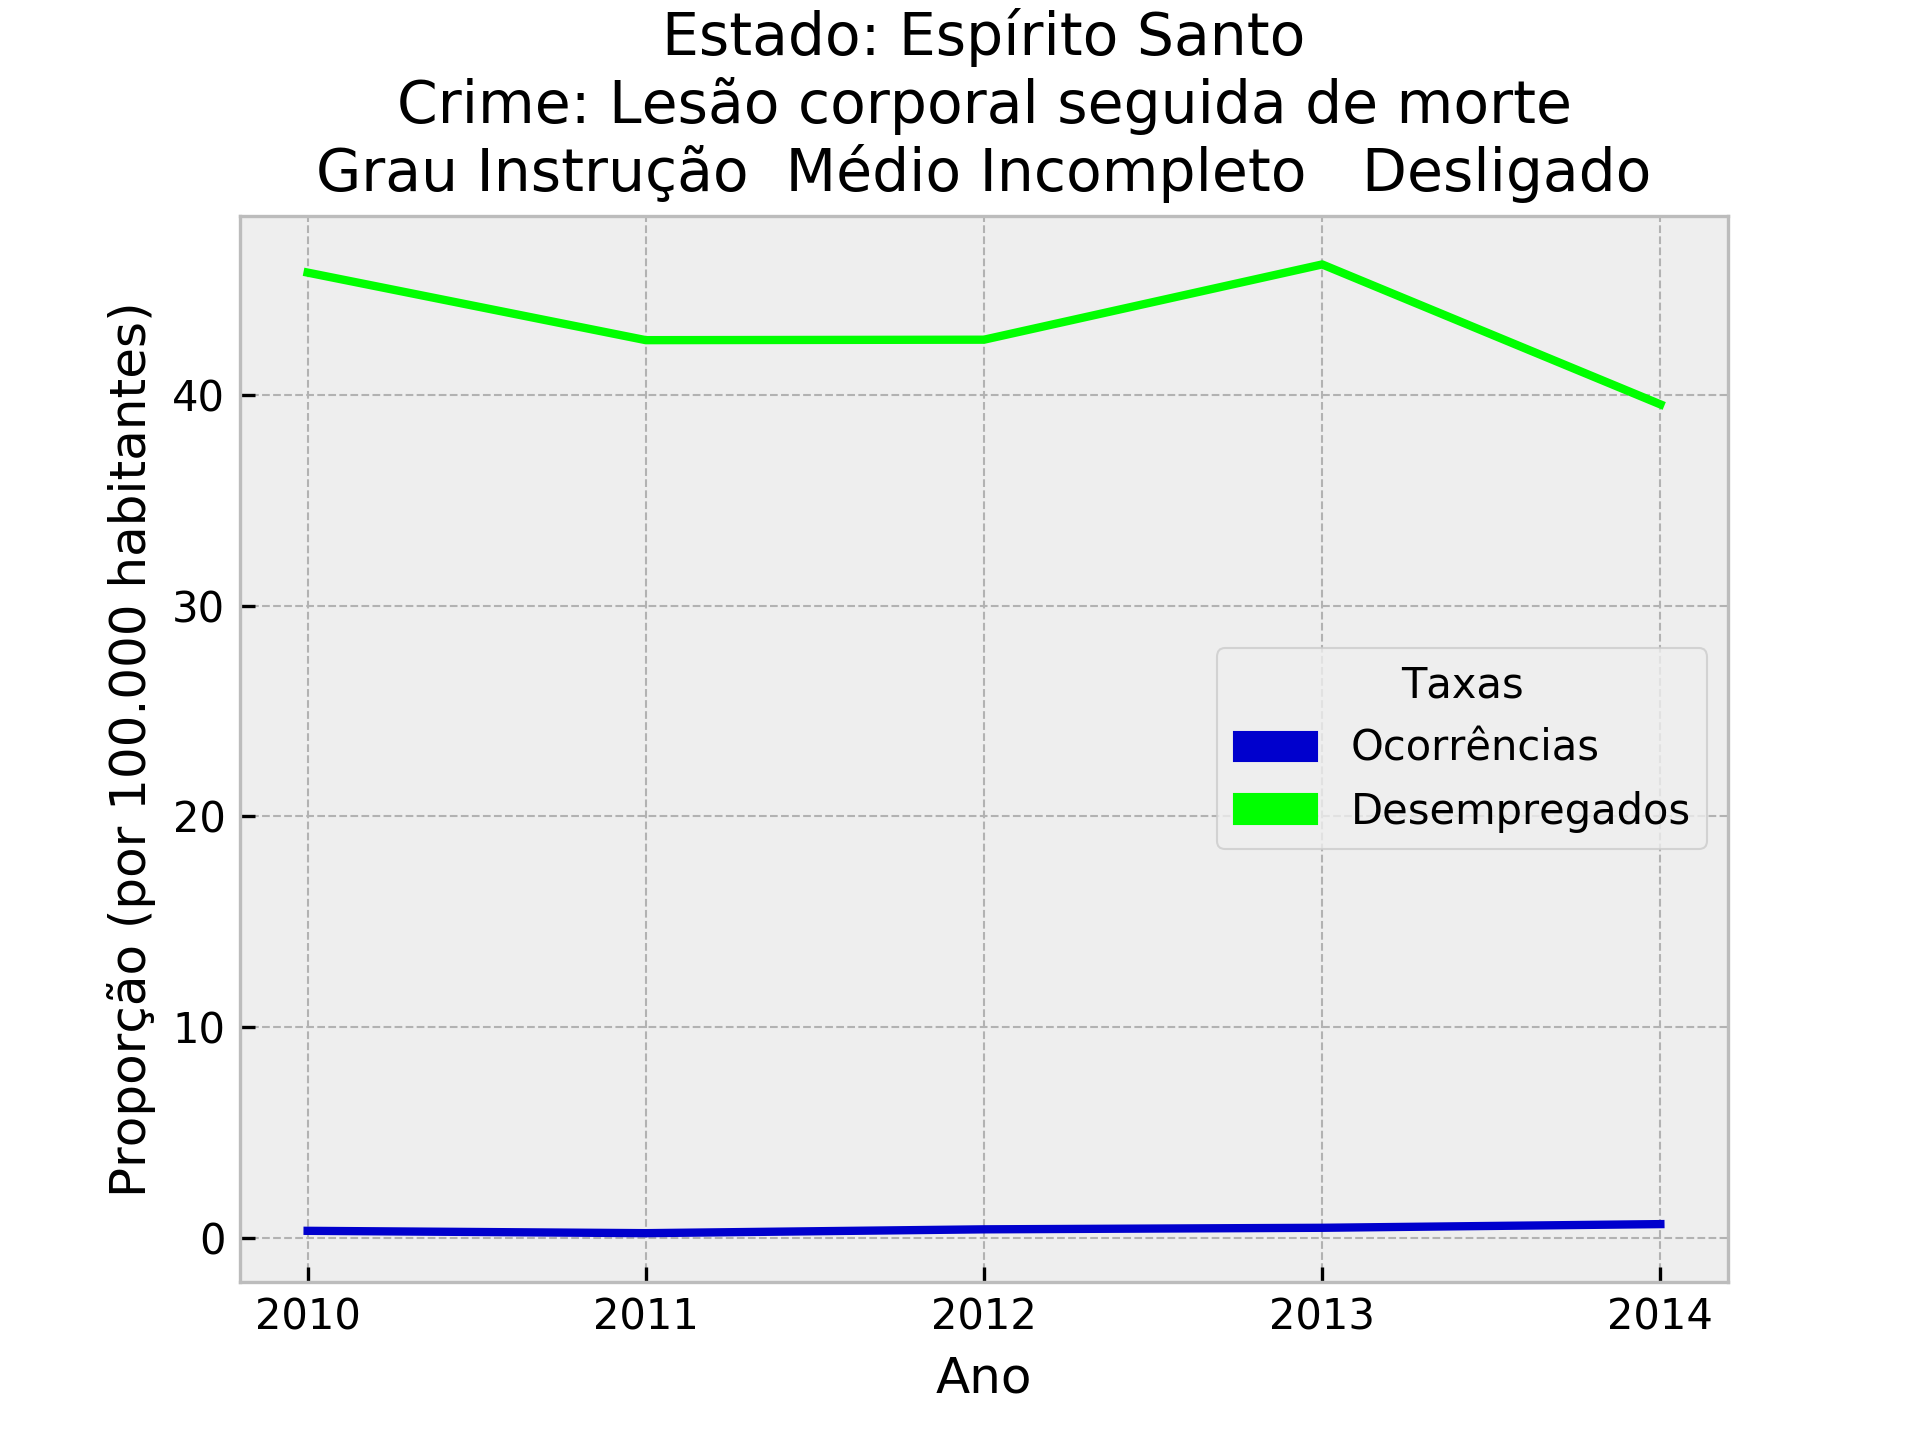 Estado: Espírito Santo
Crime: Lesão corporal seguida de morte
Grau Instrução  Médio Incompleto   Desligado
Proporção (por 100.000 habitantes)
40
30
20
10
0
Taxas
Ocorrências
Desempregados
2010 2011 2012 2013 2014
Ano